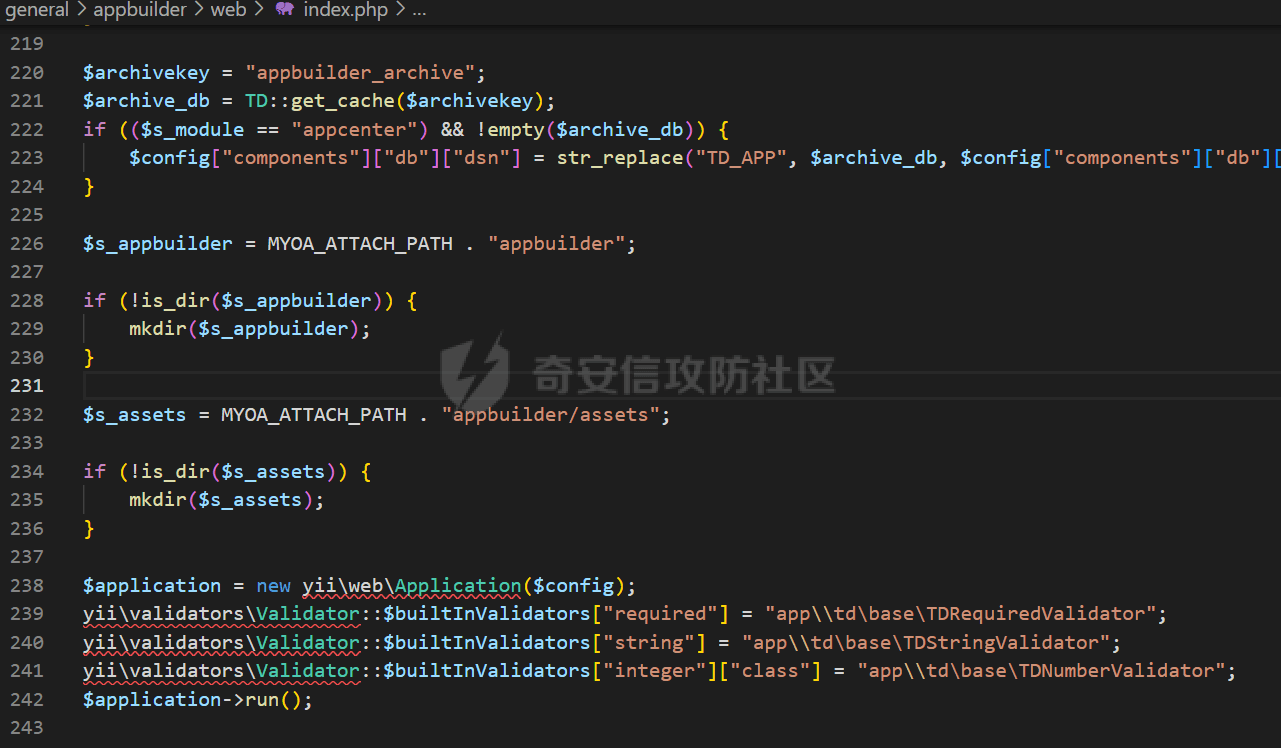 general > appbuilder > web > index.php > ...
219
220 $archivekey = "appbuilder_archive";
221 $archive_db = TD::get_cache($archivekey);
222 if (($s_module == "appcenter") && !empty($archive_db)) {
223     $config["components"]["db"]["dsn"] = str_replace("TD_APP", $archive_db, $config["components"]["db"][
224 }
225
226 $s_appbuilder = MYOA_ATTACH_PATH . "appbuilder";
227
228 if (!is_dir($s_appbuilder)) {
229     mkdir($s_appbuilder);
230 }
奇安信攻防社区
231
232 $s_assets = MYOA_ATTACH_PATH . "appbuilder/assets";
233
234 if (!is_dir($s_assets)) {
235     mkdir($s_assets);
236 }
237
238 $application = new yii\web\Application($config);
239 yii\validators\Validator::$builtInValidators["required"] = "app\\td\base\TDRequiredValidator";
240 yii\validators\Validator::$builtInValidators["string"] = "app\\td\base\TDStringValidator";
241 yii\validators\Validator::$builtInValidators["integer"]["class"] = "app\\td\base\TDNumberValidator";
242 $application->run();
243